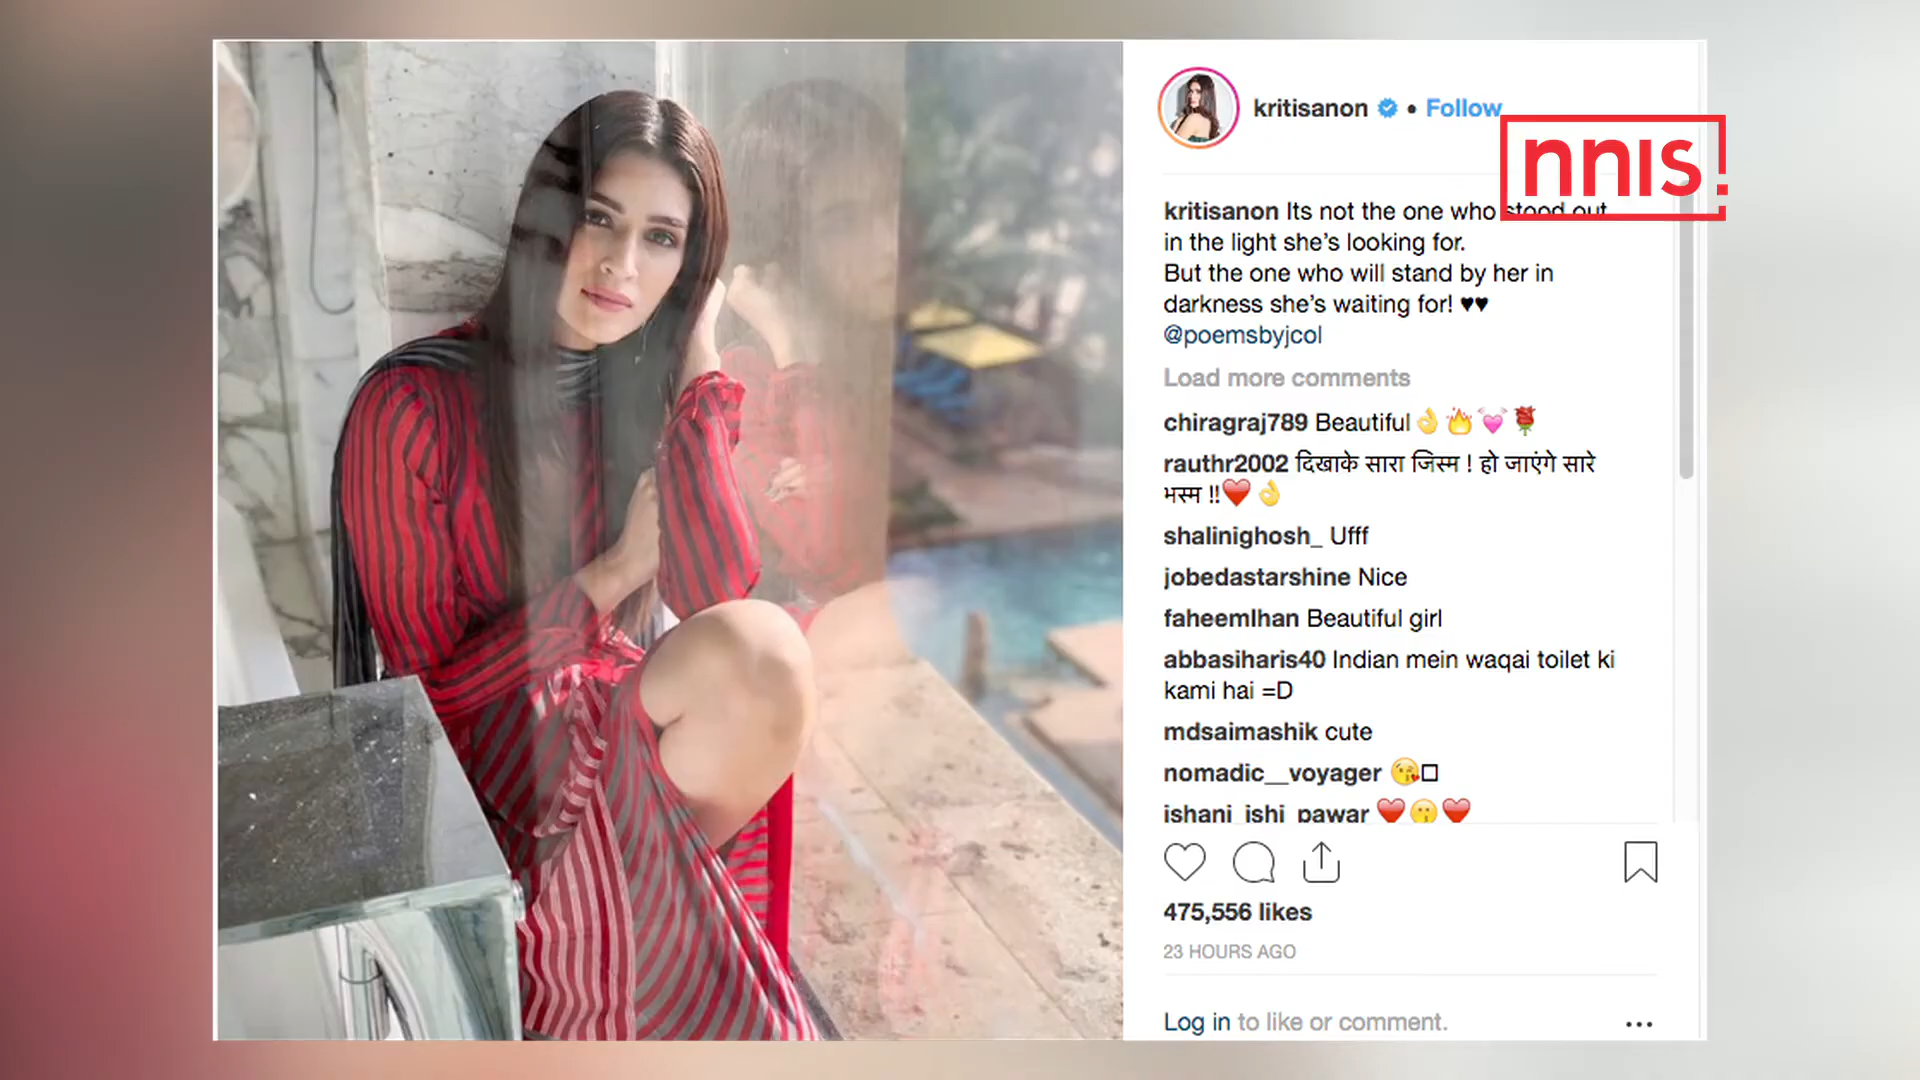 kritisanon • Follow
nnis.
kritisanon Its not the one who stood out
in the light she's looking for.
But the one who will stand by her in
darkness she's waiting for! ♥♥
@poemsbyjcol
Load more comments
chiragraj789 Beautiful👌🔥💓🌹
rauthr2002 दिखाके सारा जिस्म ! हो जाएंगे सारे
भस्म !!❤️👌
shalinighosh_ Ufff
jobedastarshine Nice
faheemlhan Beautiful girl
abbasiharis40 Indian mein waqai toilet ki
kami hai =D
mdsaimashik cute
nomadic__voyager 😘□
ishani_ishi_pawar ❤️😗❤️
475,556 likes
23 HOURS AGO
Log in to like or comment.